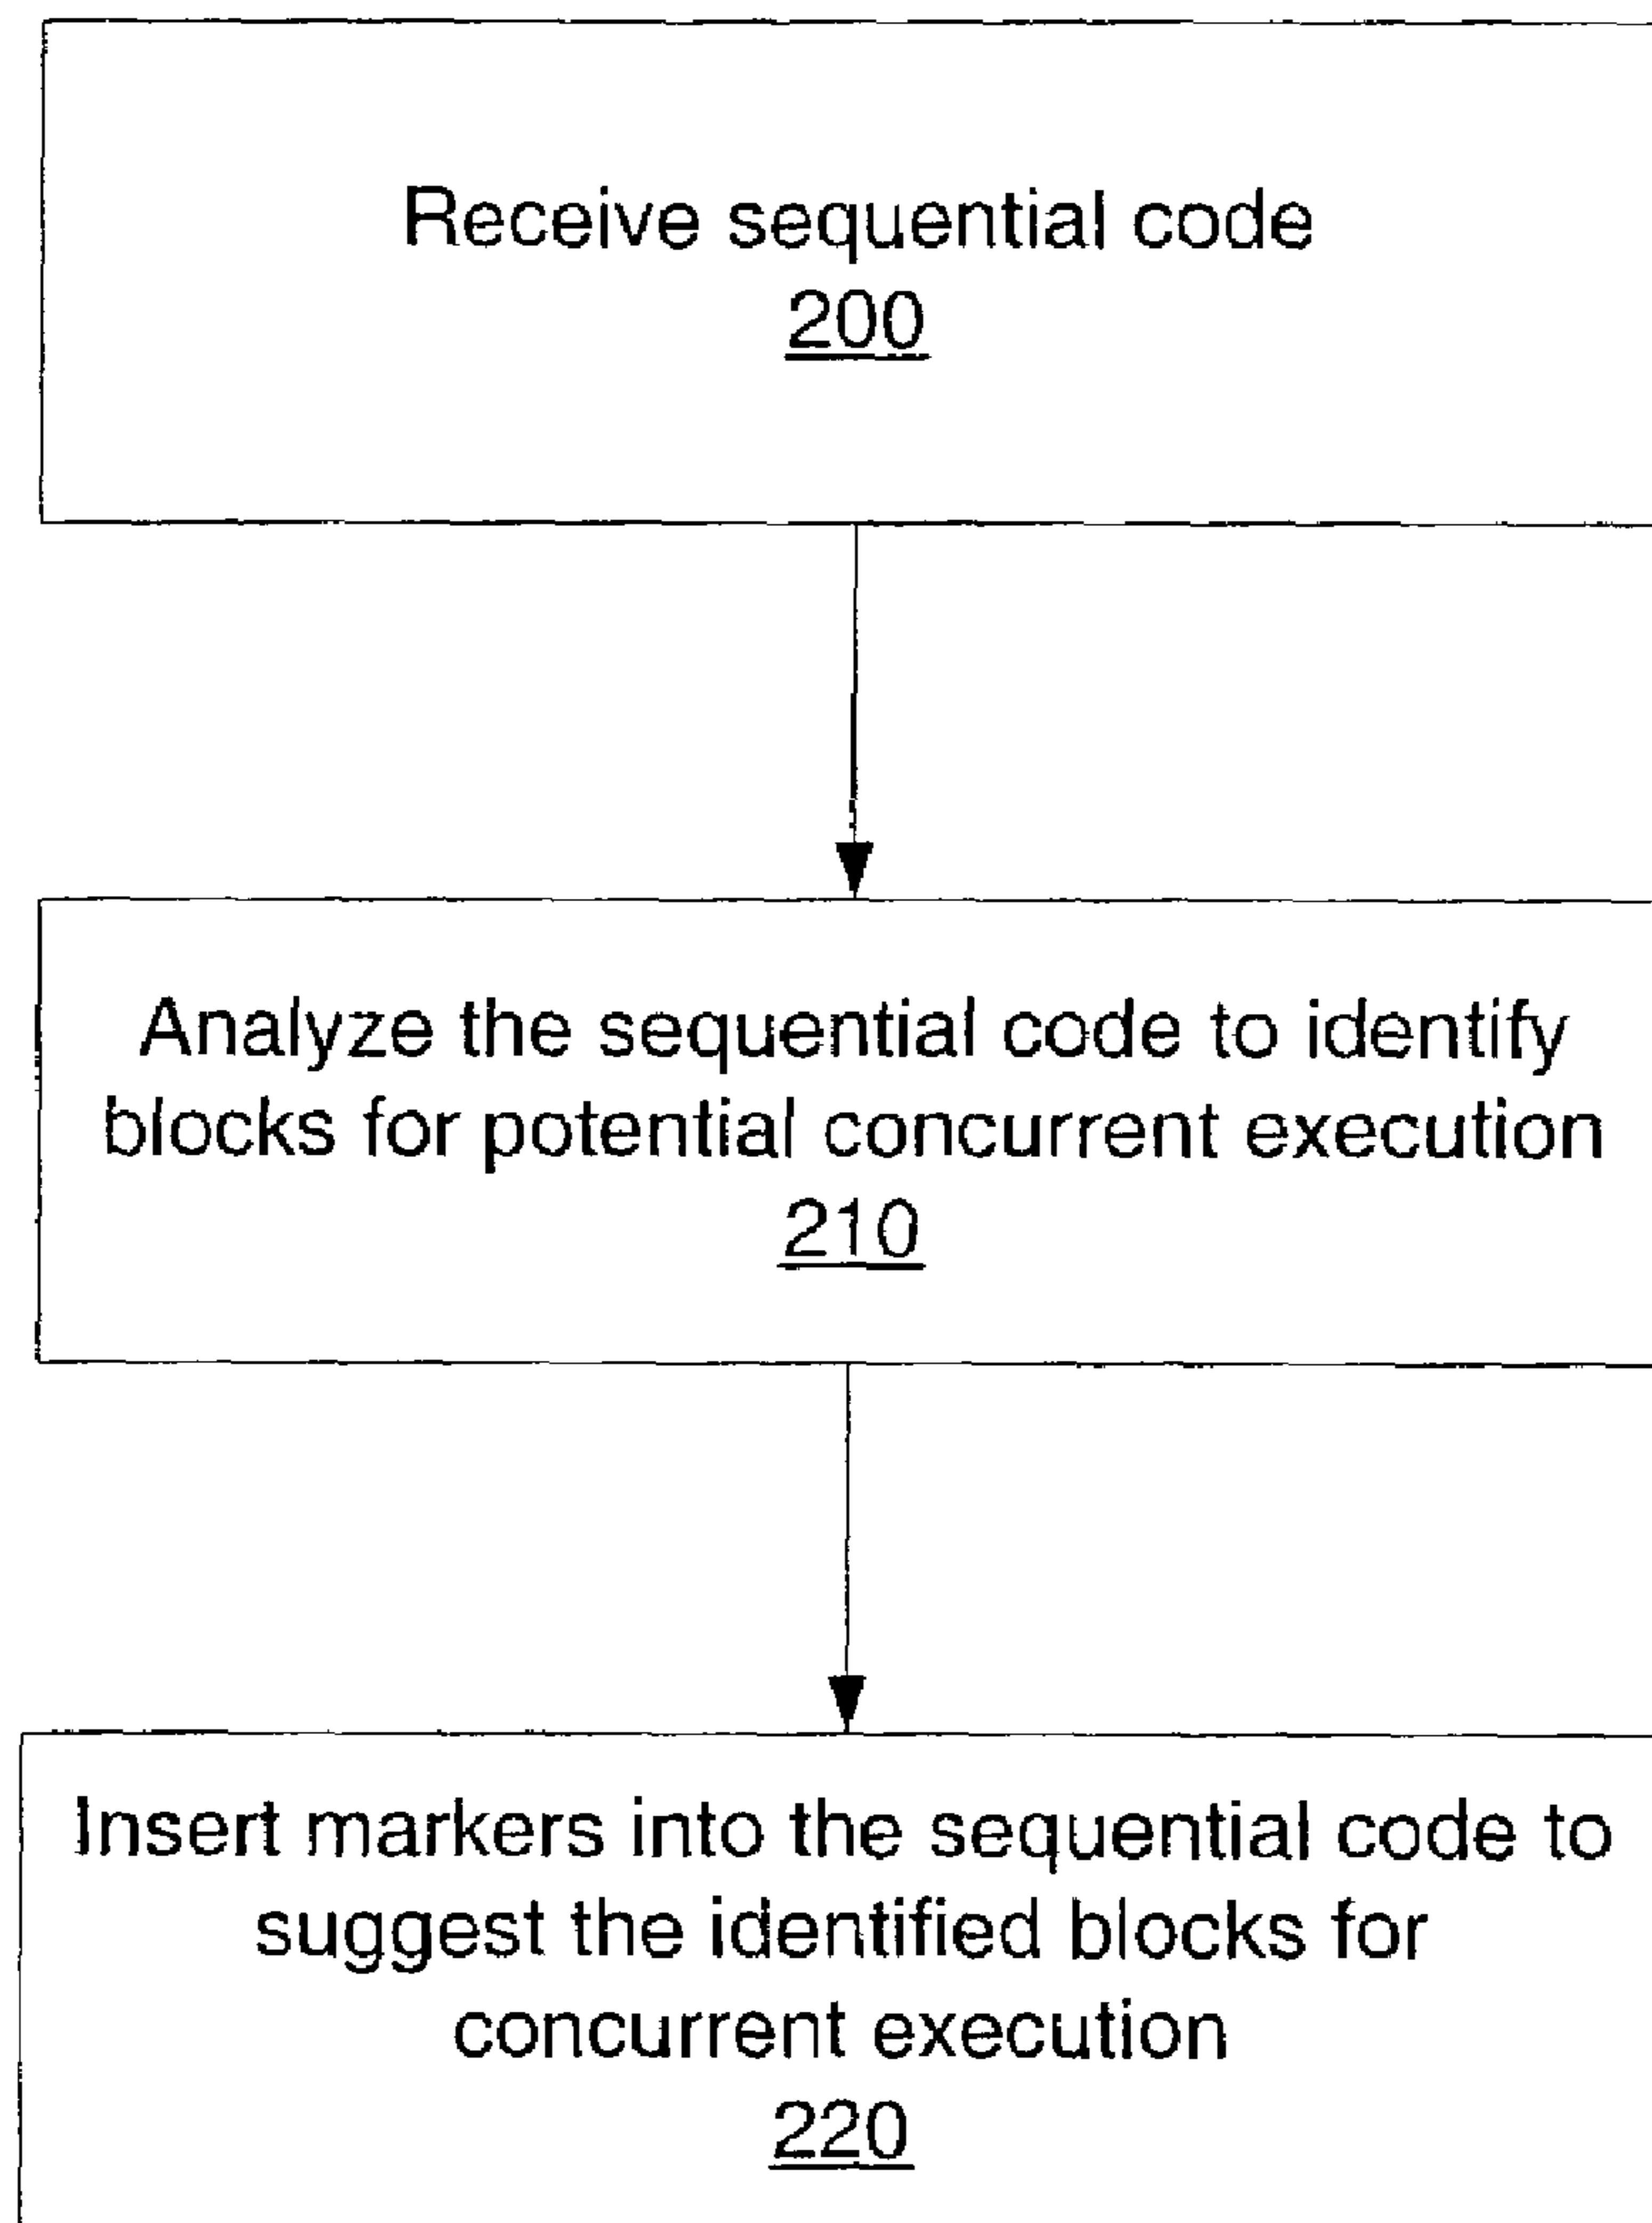 Receive sequential code
200
Analyze the sequential code to identify
blocks for potential concurrent execution
210
Insert markers into the sequential code to
suggest the identified blocks for
concurrent execution
220